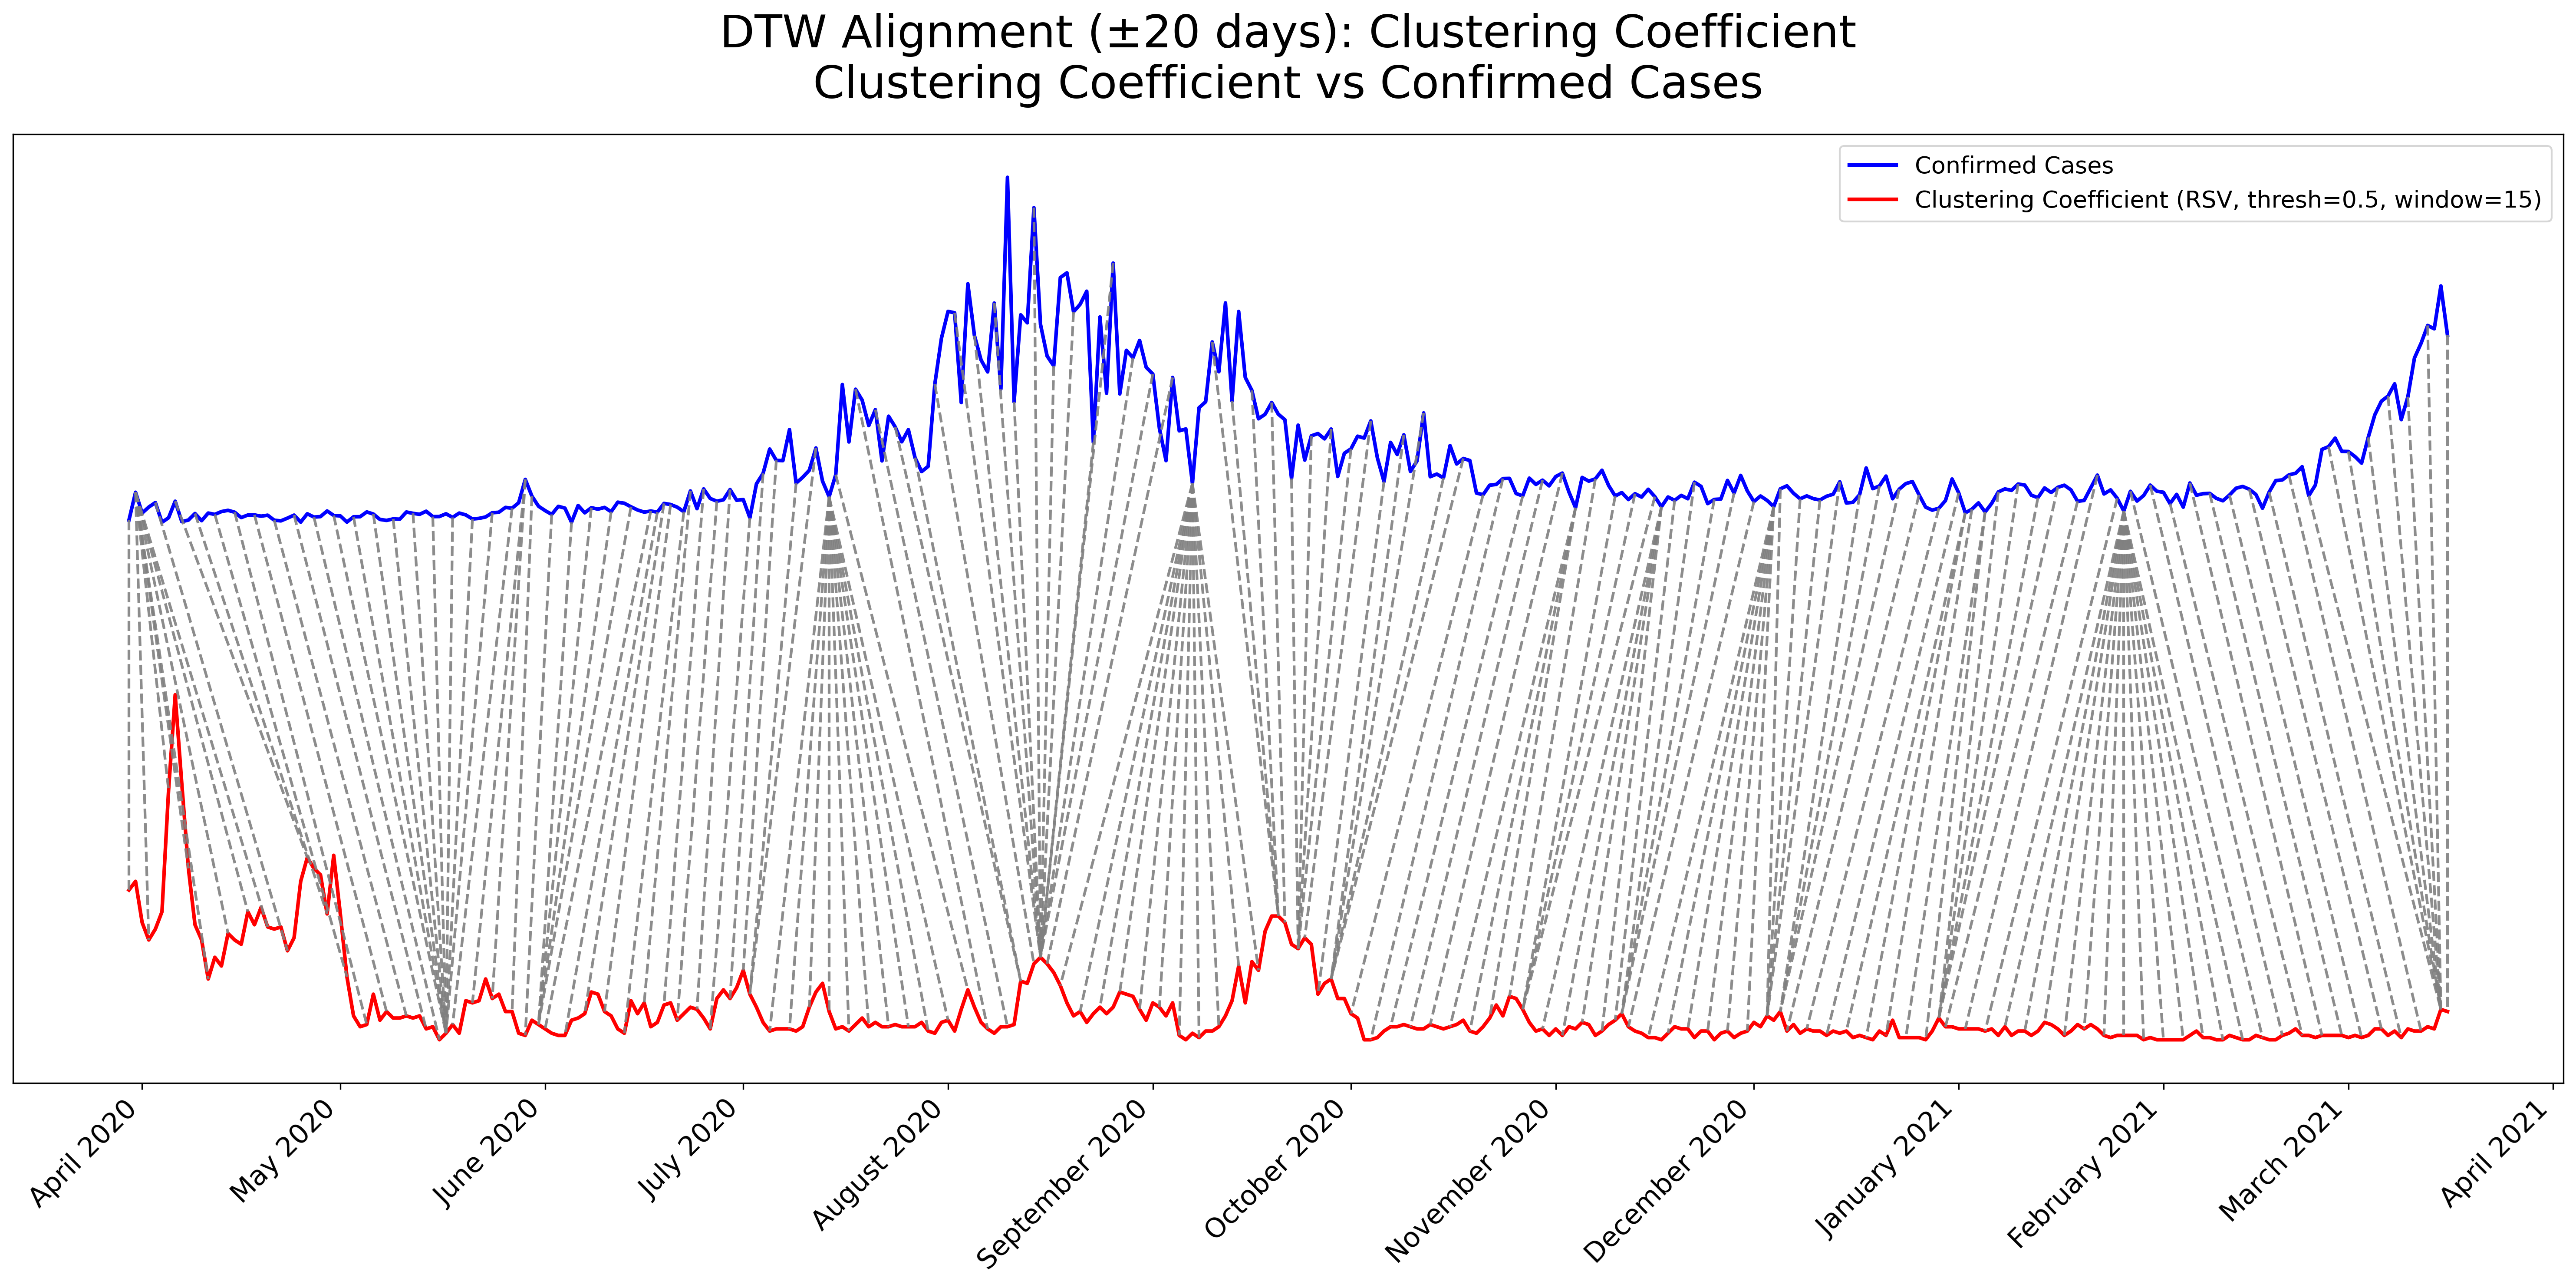 DTW Alignment (±20 days): Clustering Coefficient
Clustering Coefficient vs Confirmed Cases
Confirmed Cases
Clustering Coefficient (RSV, thresh=0.5, window=15)
April 2020
May 2020
June 2020
July 2020
August 2020
September 2020
October 2020
November 2020
December 2020
January 2021
February 2021
March 2021
April 2021